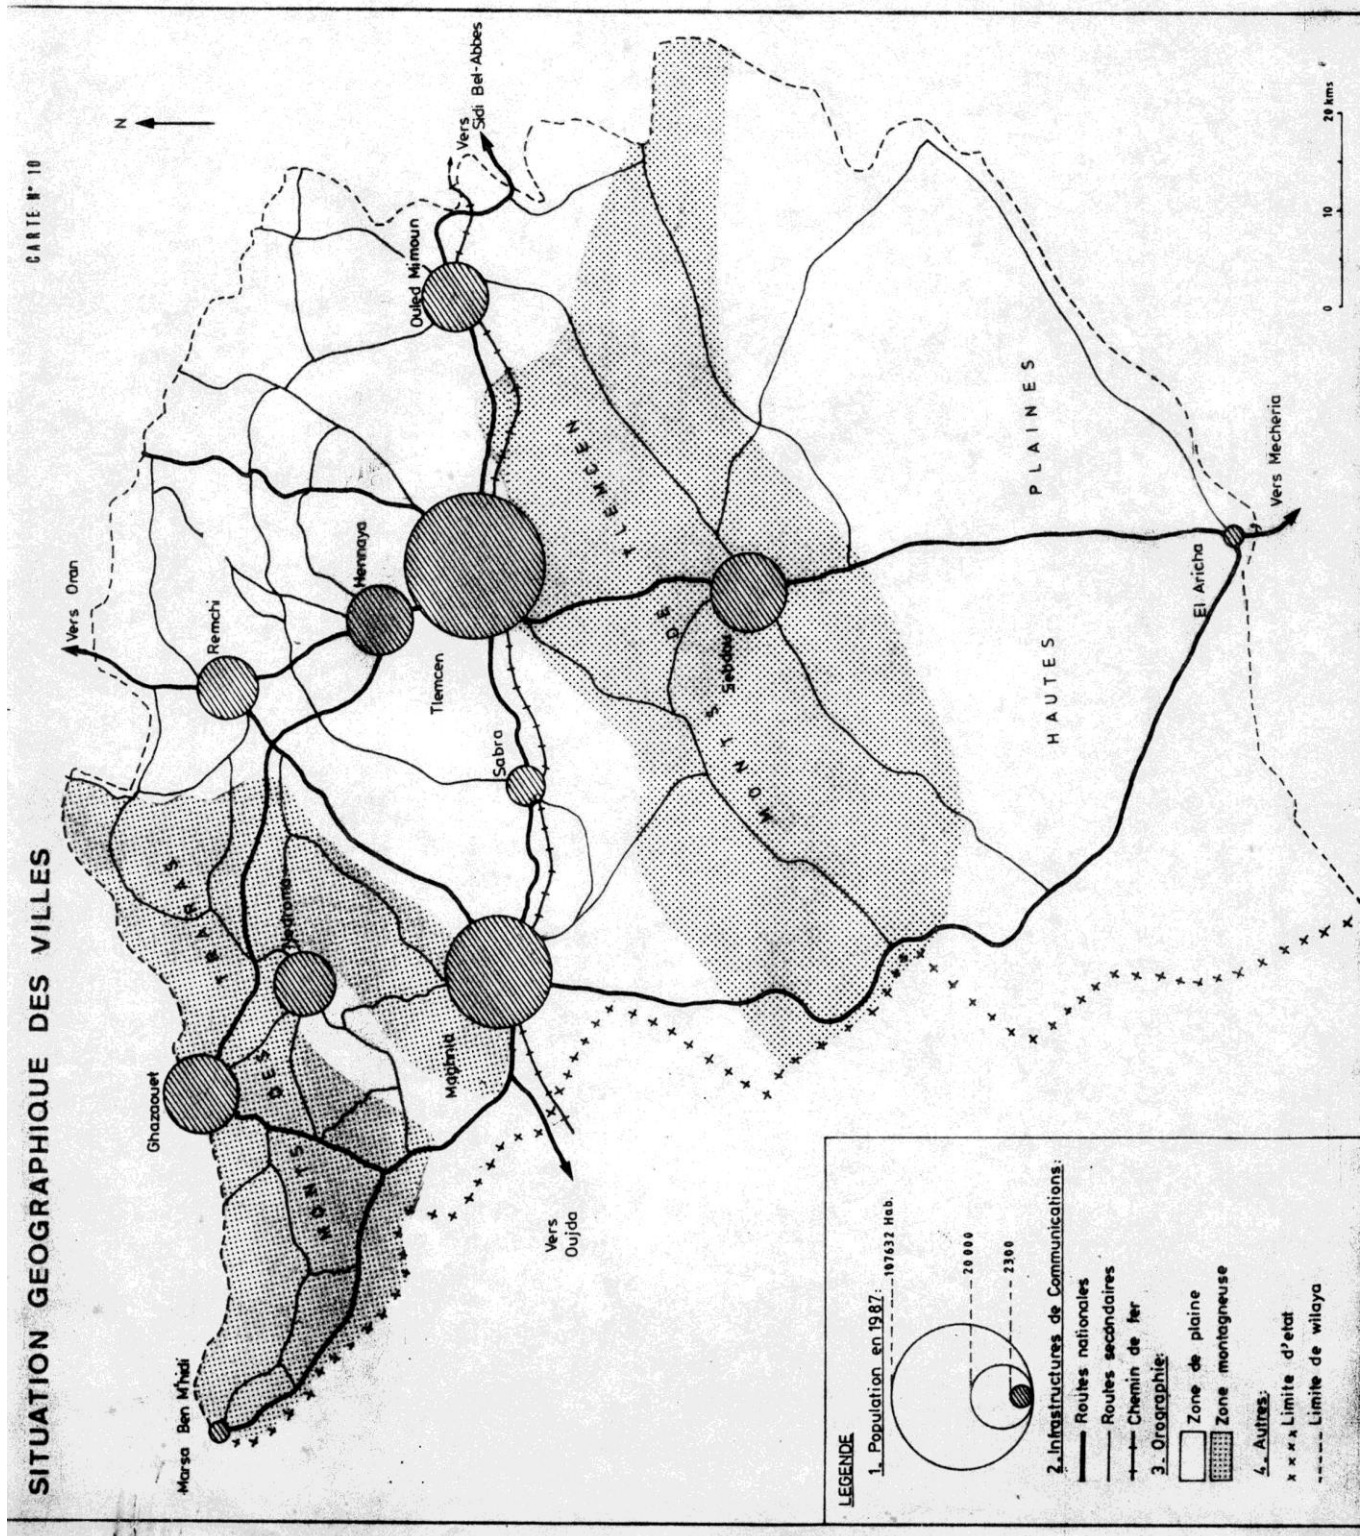 SITUATION GEOGRAPHIQUE DES VILLES
CARTE N° 10
N
Vers Oran
Vers
Sidi Bel-Abbes
Remchi
Hennaya
Ouled Mimoun
Ghazaouet
Marsa Ben M'hidi
Tlemcen
Sabra
Maghnia
Vers
Oujda
Sebdou
El Aricha
Vers Mecheria
MONTS DES TRARAS
MONTS DE TLEMCEN
HAUTES PLAINES
0 10 20 kms
LEGENDE
1. Population en 1987:
107632 Hab.
20 000
2300
2. Infrastructures de Communications:
Routes nationales
Routes secondaires
Chemin de fer
3. Orographie:
Zone de plaine
Zone montagneuse
4. Autres:
Limite d'etat
Limite de wilaya